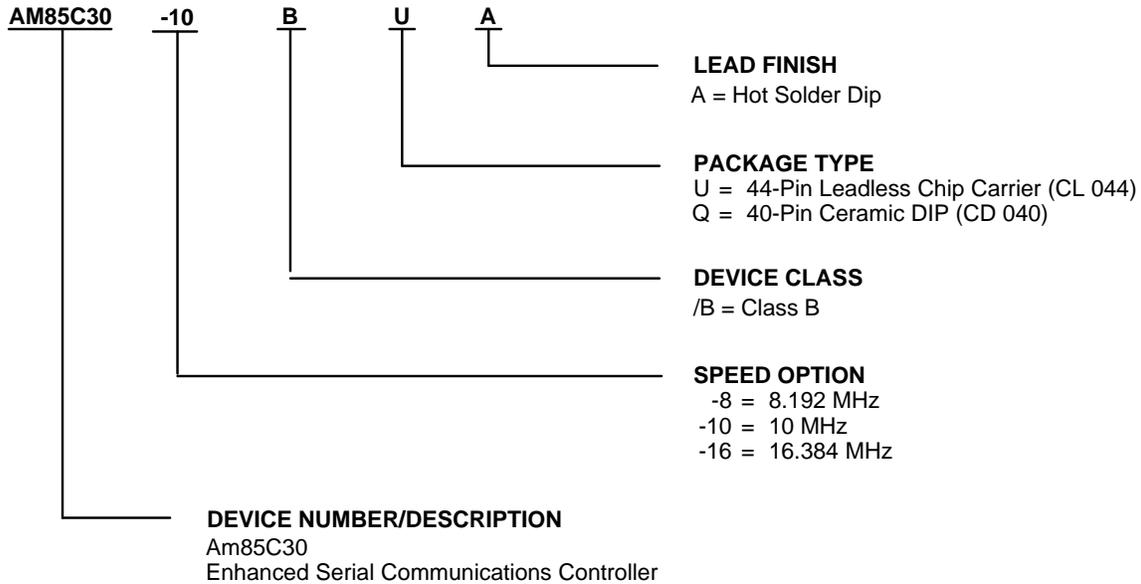 AM85C30 -10 B U A
LEAD FINISH
A = Hot Solder Dip
PACKAGE TYPE
U = 44-Pin Leadless Chip Carrier (CL 044)
Q = 40-Pin Ceramic DIP (CD 040)
DEVICE CLASS
/B = Class B
SPEED OPTION
-8 = 8.192 MHz
-10 = 10 MHz
-16 = 16.384 MHz
DEVICE NUMBER/DESCRIPTION
Am85C30
Enhanced Serial Communications Controller